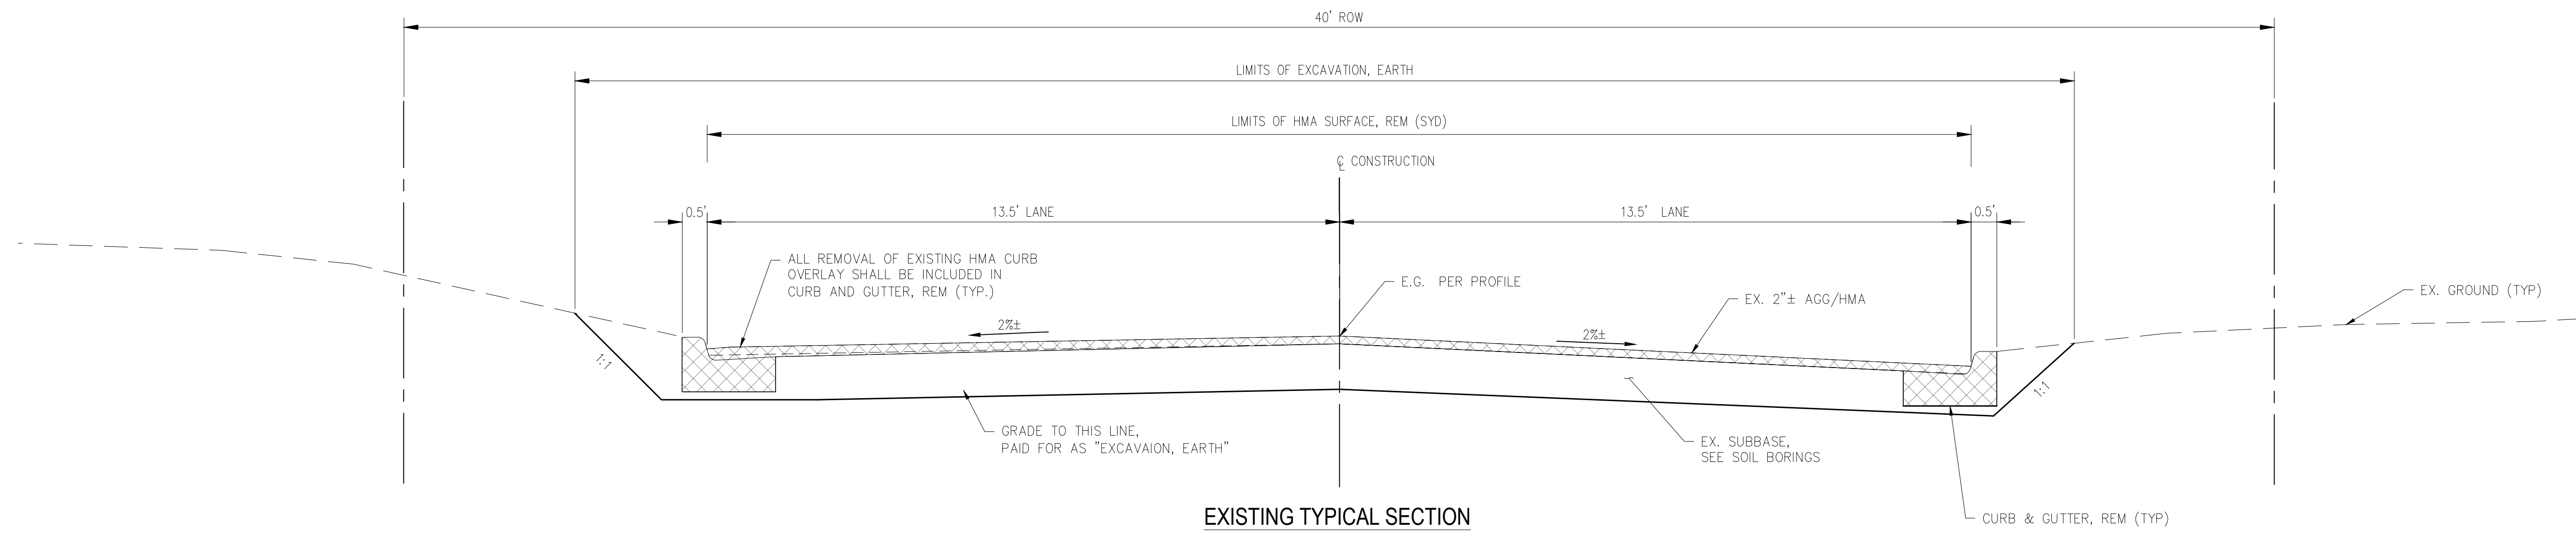 40' ROW
LIMITS OF EXCAVATION, EARTH
LIMITS OF HMA SURFACE, REM (SYD)
℄ CONSTRUCTION
0.5'
13.5' LANE
13.5' LANE
0.5'
ALL REMOVAL OF EXISTING HMA CURB
OVERLAY SHALL BE INCLUDED IN
CURB AND GUTTER, REM (TYP.)
E.G. PER PROFILE
EX. 2"± AGG/HMA
EX. GROUND (TYP)
2%±
2%±
1:1
1:1
GRADE TO THIS LINE,
PAID FOR AS "EXCAVAION, EARTH"
EX. SUBBASE,
SEE SOIL BORINGS
CURB & GUTTER, REM (TYP)
EXISTING TYPICAL SECTION